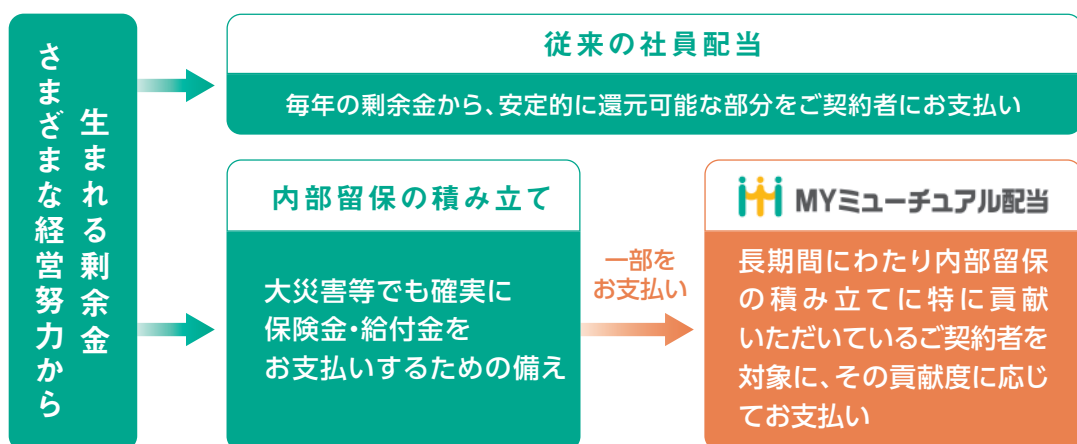 さまざまな経営努力から
生まれる剰余金
従来の社員配当
毎年の剰余金から、安定的に還元可能な部分をご契約者にお支払い
内部留保の積み立て
大災害等でも確実に
保険金・給付金を
お支払いするための備え
一部を
お支払い
MYミューチュアル配当
長期間にわたり内部留保
の積み立てに特に貢献
いただいているご契約者を
対象に、その貢献度に応じ
てお支払い